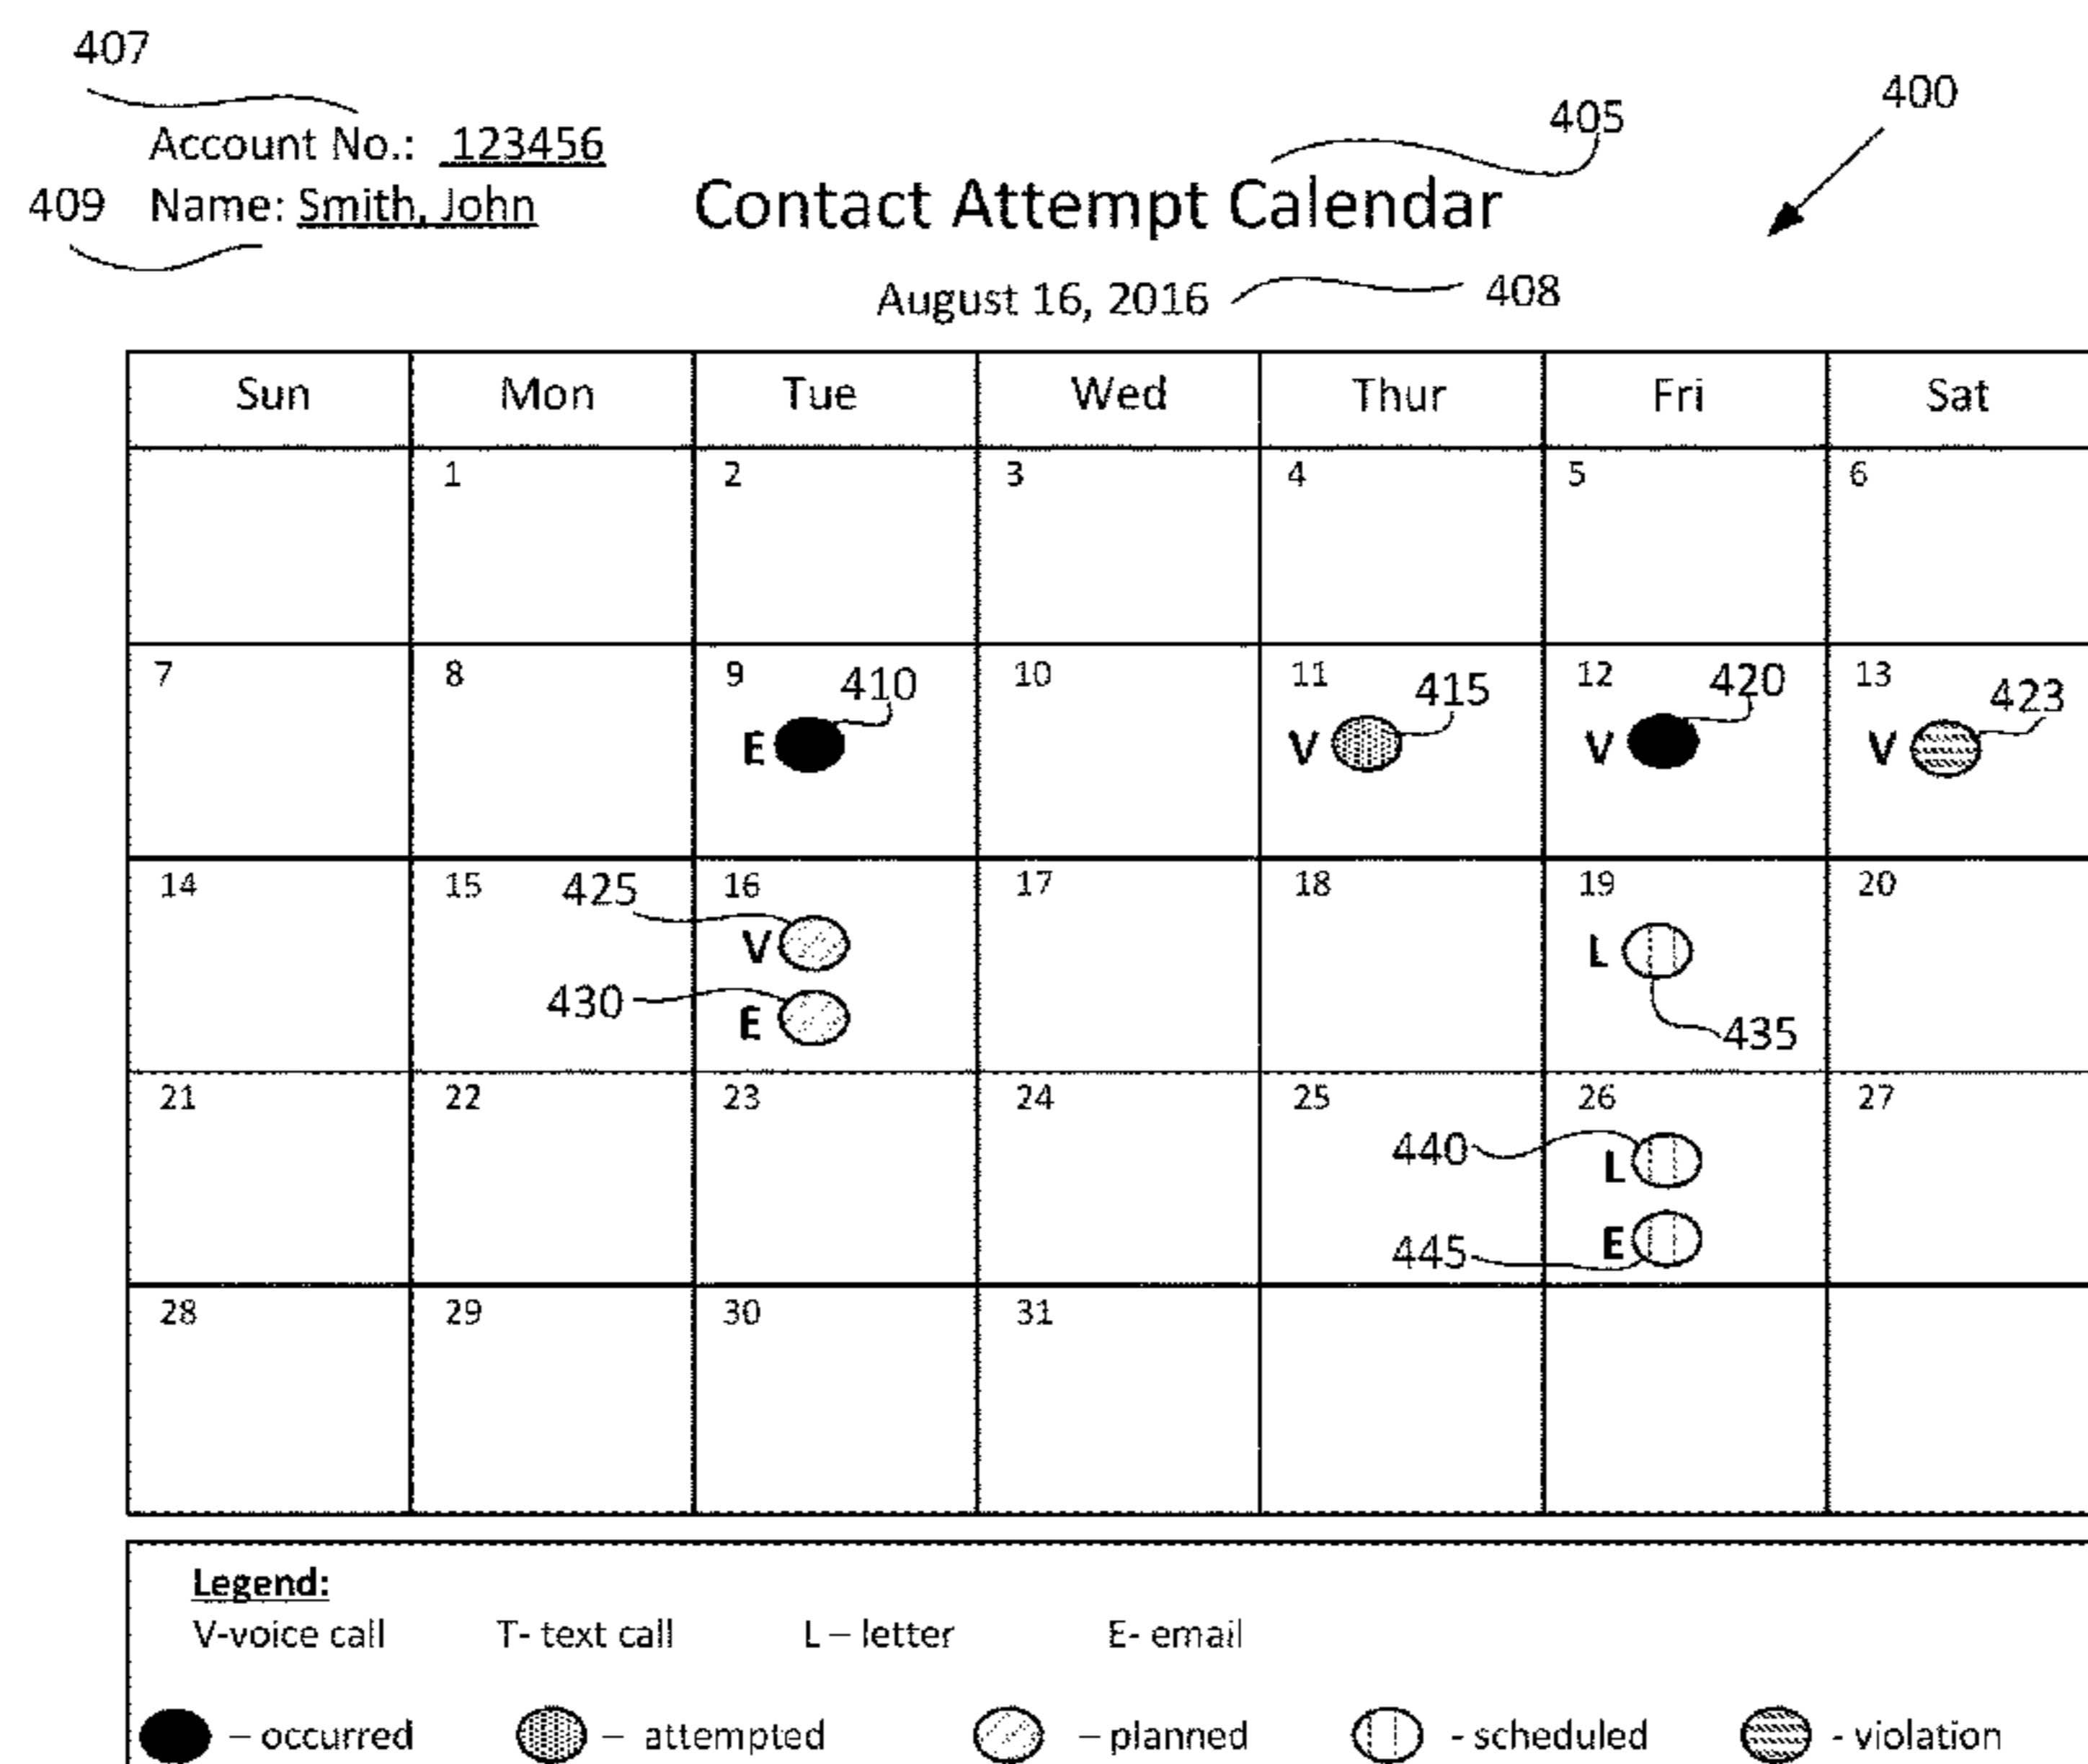 407
405
400
Account No.: 123456
409 Name: Smith, John
Contact Attempt Calendar
August 16, 2016 408
Sun Mon Tue Wed Thur Fri Sat
1 2 3 4 5 6
7 8 9 410 10 11 415 12 420 13 423
E V V V
14 15 425 16 17 18 19 20
V L
430 E 435
21 22 23 24 25 26 27
440 L
445 E
28 29 30 31
Legend:
V-voice call T- text call L – letter E- email
– occurred – attempted – planned - scheduled - violation